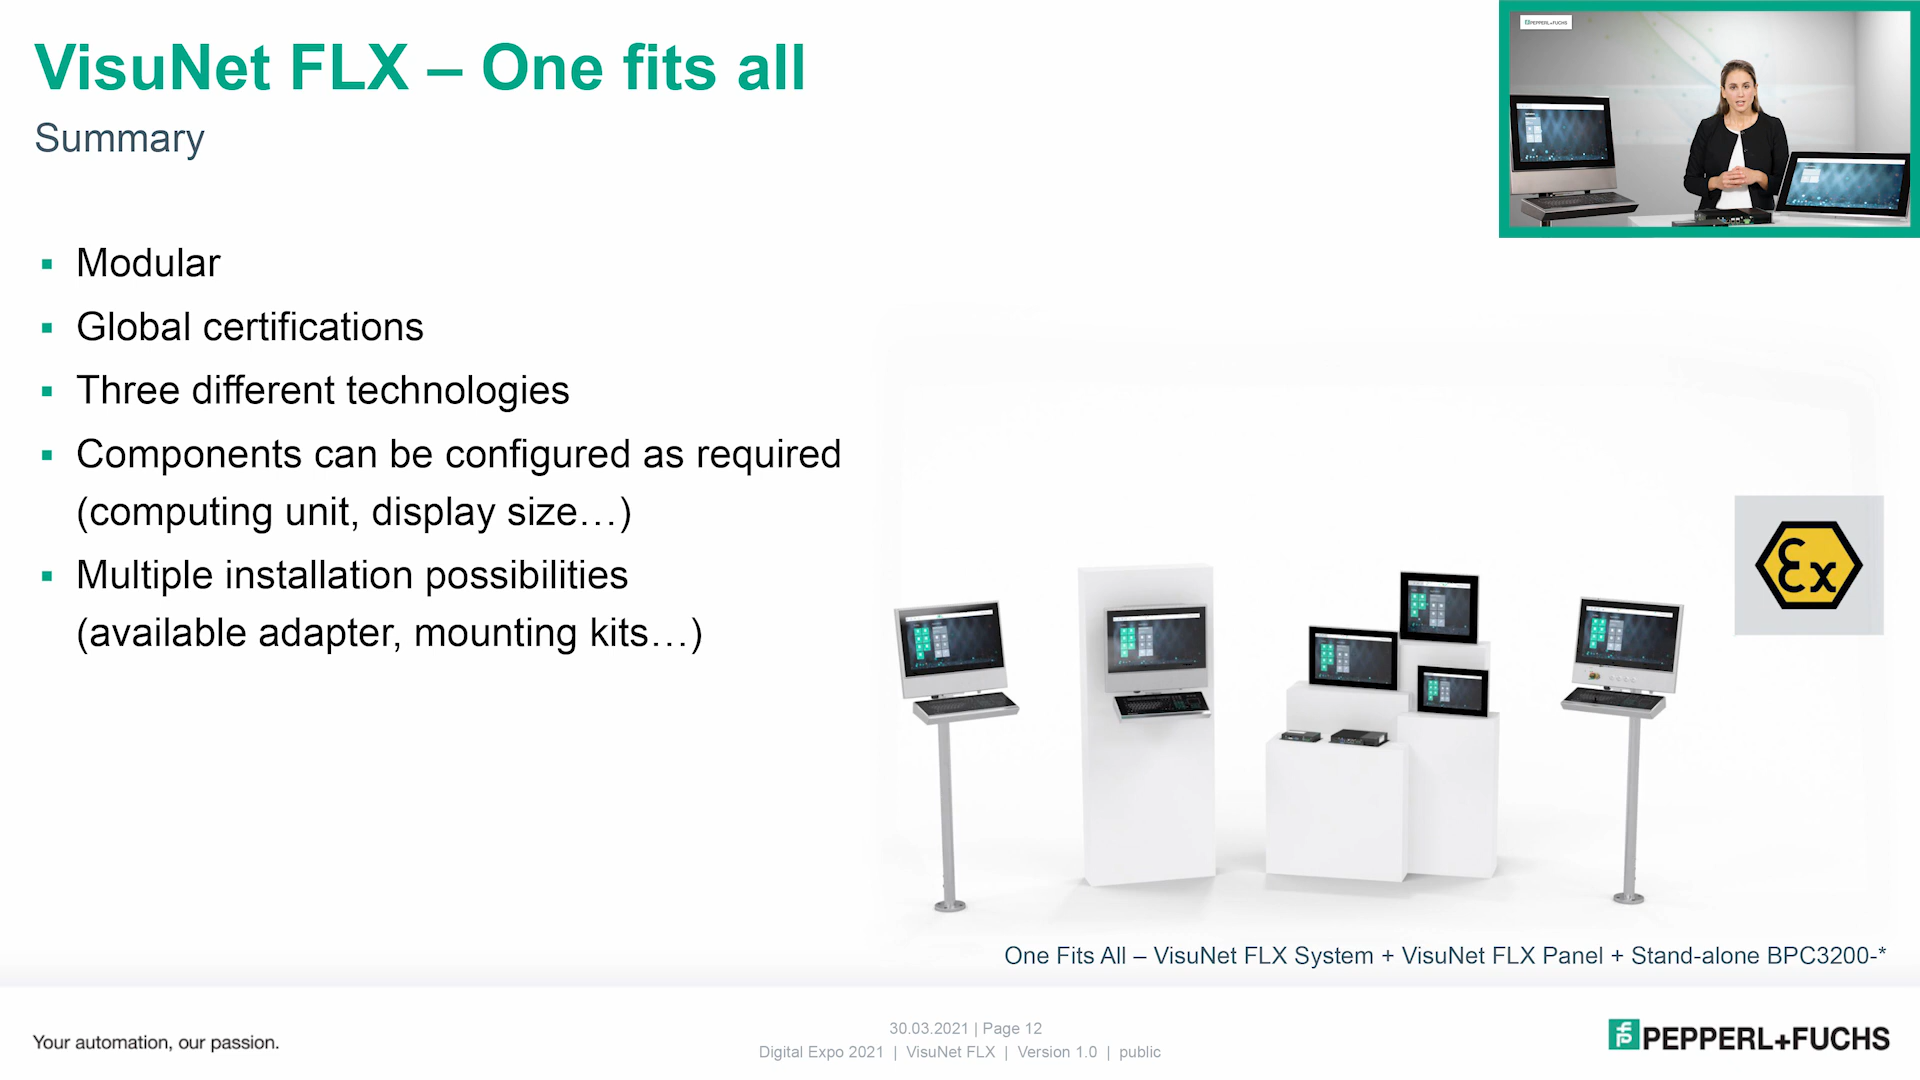 VisuNet FLX – One fits all
Summary
PEPPERL+FUCHS
▪ Modular
▪ Global certifications
▪ Three different technologies
▪ Components can be configured as required
(computing unit, display size…)
▪ Multiple installation possibilities
(available adapter, mounting kits…)
Ex
One Fits All – VisuNet FLX System + VisuNet FLX Panel + Stand-alone BPC3200-*
Your automation, our passion.
30.03.2021 | Page 12
Digital Expo 2021 | VisuNet FLX | Version 1.0 | public
PEPPERL+FUCHS